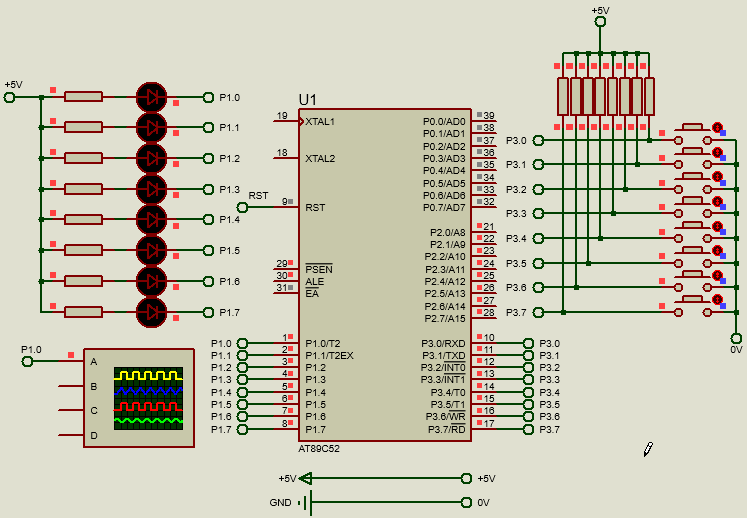 +5V
+5V
P1.0
P1.1
P1.2
P1.3
P1.4
P1.5
P1.6
P1.7
RST
U1
19 XTAL1
18 XTAL2
9 RST
29 PSEN
30 ALE
31 EA
P0.0/AD0 39
P0.1/AD1 38
P0.2/AD2 37
P0.3/AD3 36
P0.4/AD4 35
P0.5/AD5 34
P0.6/AD6 33
P0.7/AD7 32
P2.0/A8 21
P2.1/A9 22
P2.2/A10 23
P2.3/A11 24
P2.4/A12 25
P2.5/A13 26
P2.6/A14 27
P2.7/A15 28
P3.0
P3.1
P3.2
P3.3
P3.4
P3.5
P3.6
P3.7
0V
P1.0
A
B
C
D
P1.0 1 P1.0/T2 P3.0/RXD 10 P3.0
P1.1 2 P1.1/T2EX P3.1/TXD 11 P3.1
P1.2 3 P1.2 P3.2/INT0 12 P3.2
P1.3 4 P1.3 P3.3/INT1 13 P3.3
P1.4 5 P1.4 P3.4/T0 14 P3.4
P1.5 6 P1.5 P3.5/T1 15 P3.5
P1.6 7 P1.6 P3.6/WR 16 P3.6
P1.7 8 P1.7 P3.7/RD 17 P3.7
AT89C52
+5V +5V
GND 0V